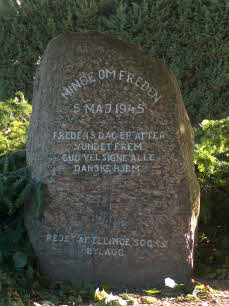 MINDE OM FREDEN
5 MAJ 1945
FREDENS DAG ER ATTER
VUNDET FREM
GUD VELSIGNE ALLE
DANSKE HJEM
REJST AF ELLINGE SOGNS
BYLAUG